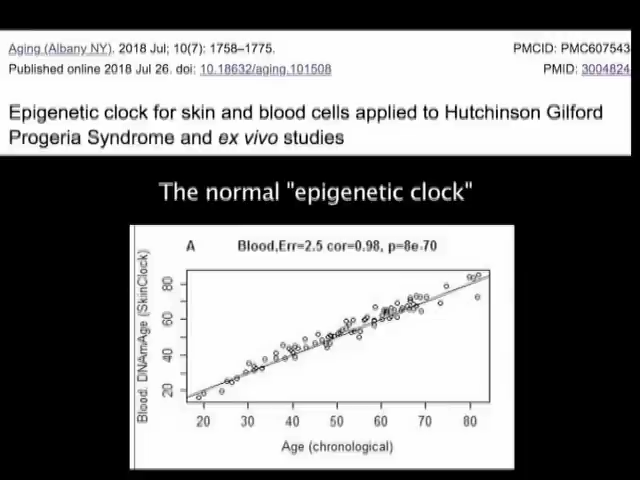 Aging (Albany NY). 2018 Jul; 10(7): 1758–1775.
PMCID: PMC607543
Published online 2018 Jul 26. doi: 10.18632/aging.101508
PMID: 3004824
Epigenetic clock for skin and blood cells applied to Hutchinson Gilford
Progeria Syndrome and ex vivo studies
The normal "epigenetic clock"
A Blood,Err=2.5 cor=0.98, p=8e-70
Blood. DNAmAge (SkinClock)
80
60
40
20
20 30 40 50 60 70 80
Age (chronological)